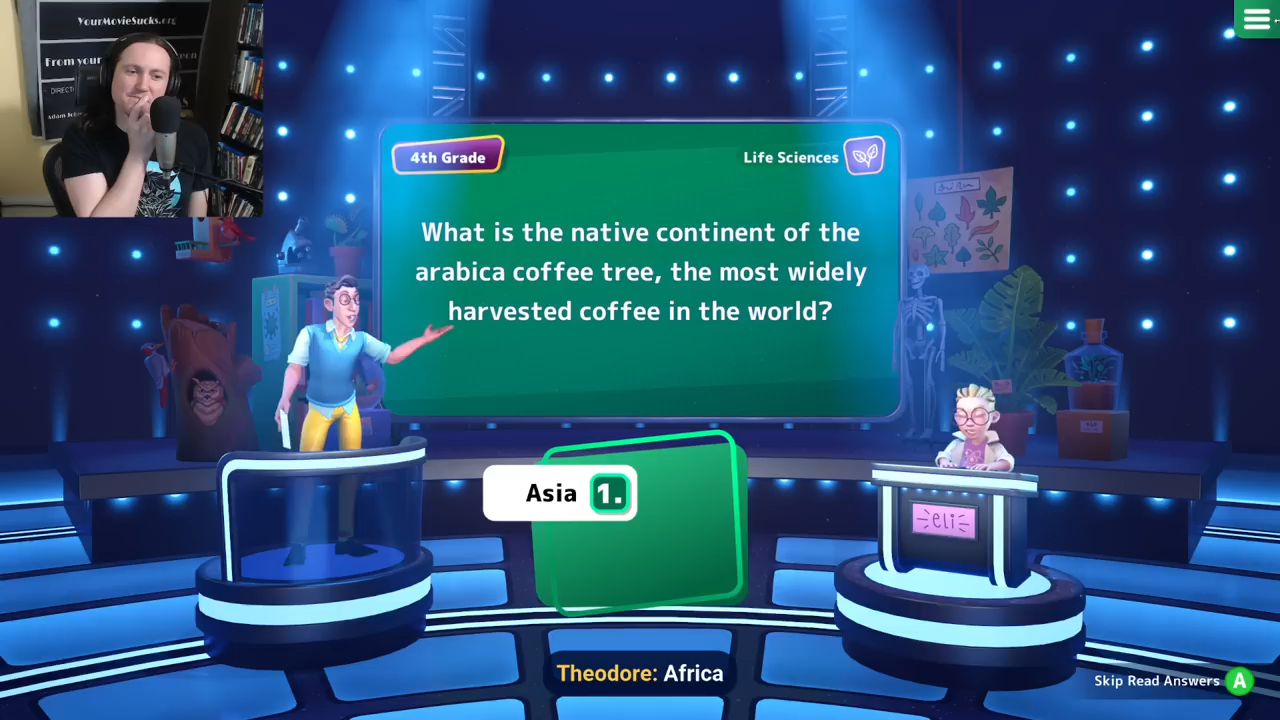 YourMovieSucks.org
From your
DIRECT
4th Grade
Life Sciences
What is the native continent of the
arabica coffee tree, the most widely
harvested coffee in the world?
Asia 1.
eli
Theodore: Africa
Skip Read Answers A